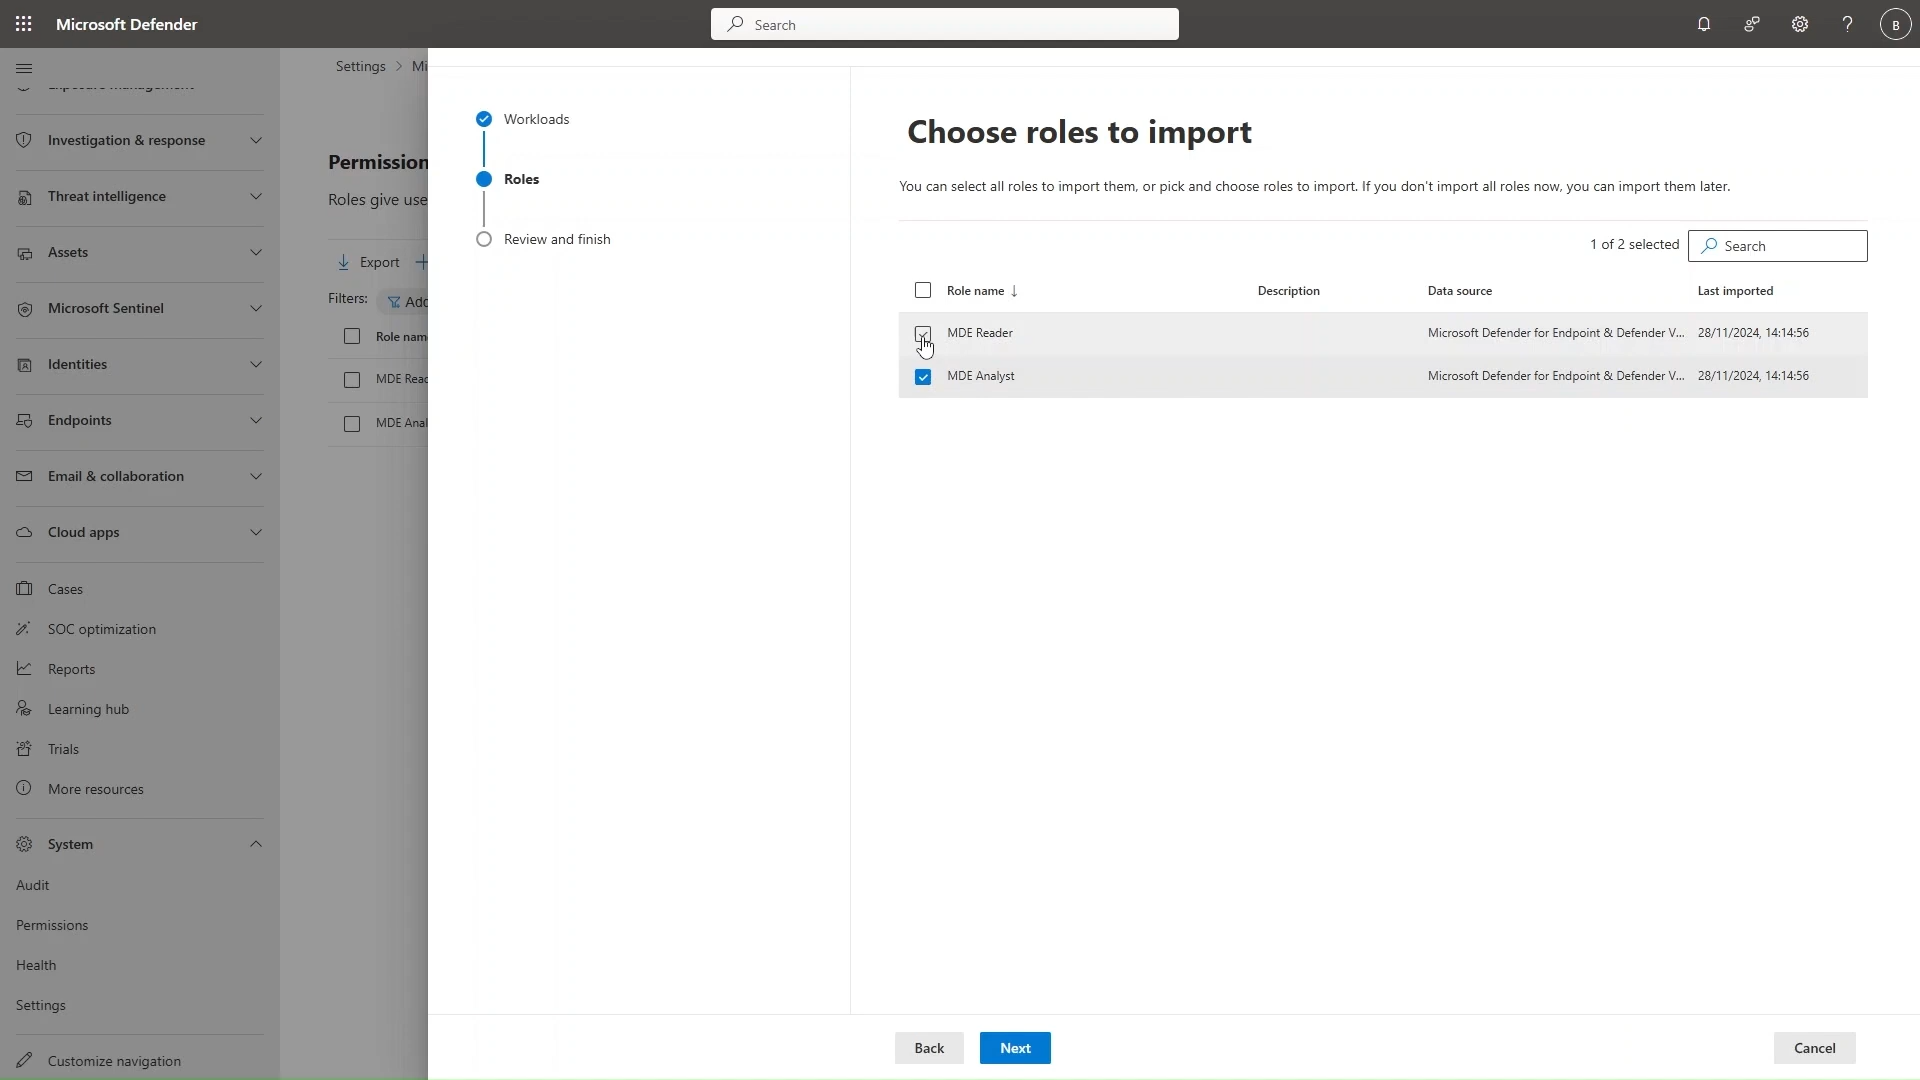 Microsoft Defender
Search
B
Settings > Mi
Exposure management
Investigation & response
Threat intelligence
Assets
Microsoft Sentinel
Identities
Endpoints
Email & collaboration
Cloud apps
Cases
SOC optimization
Reports
Learning hub
Trials
More resources
System
Audit
Permissions
Health
Settings
Customize navigation
Permission
Roles give use
Export
Filters: Add
Role nam
MDE Read
MDE Anal
Workloads
Roles
Review and finish
Choose roles to import
You can select all roles to import them, or pick and choose roles to import. If you don't import all roles now, you can import them later.
1 of 2 selected Search
Role name ↓ Description Data source Last imported
MDE Reader Microsoft Defender for Endpoint & Defender V... 28/11/2024, 14:14:56
MDE Analyst Microsoft Defender for Endpoint & Defender V... 28/11/2024, 14:14:56
Back Next Cancel